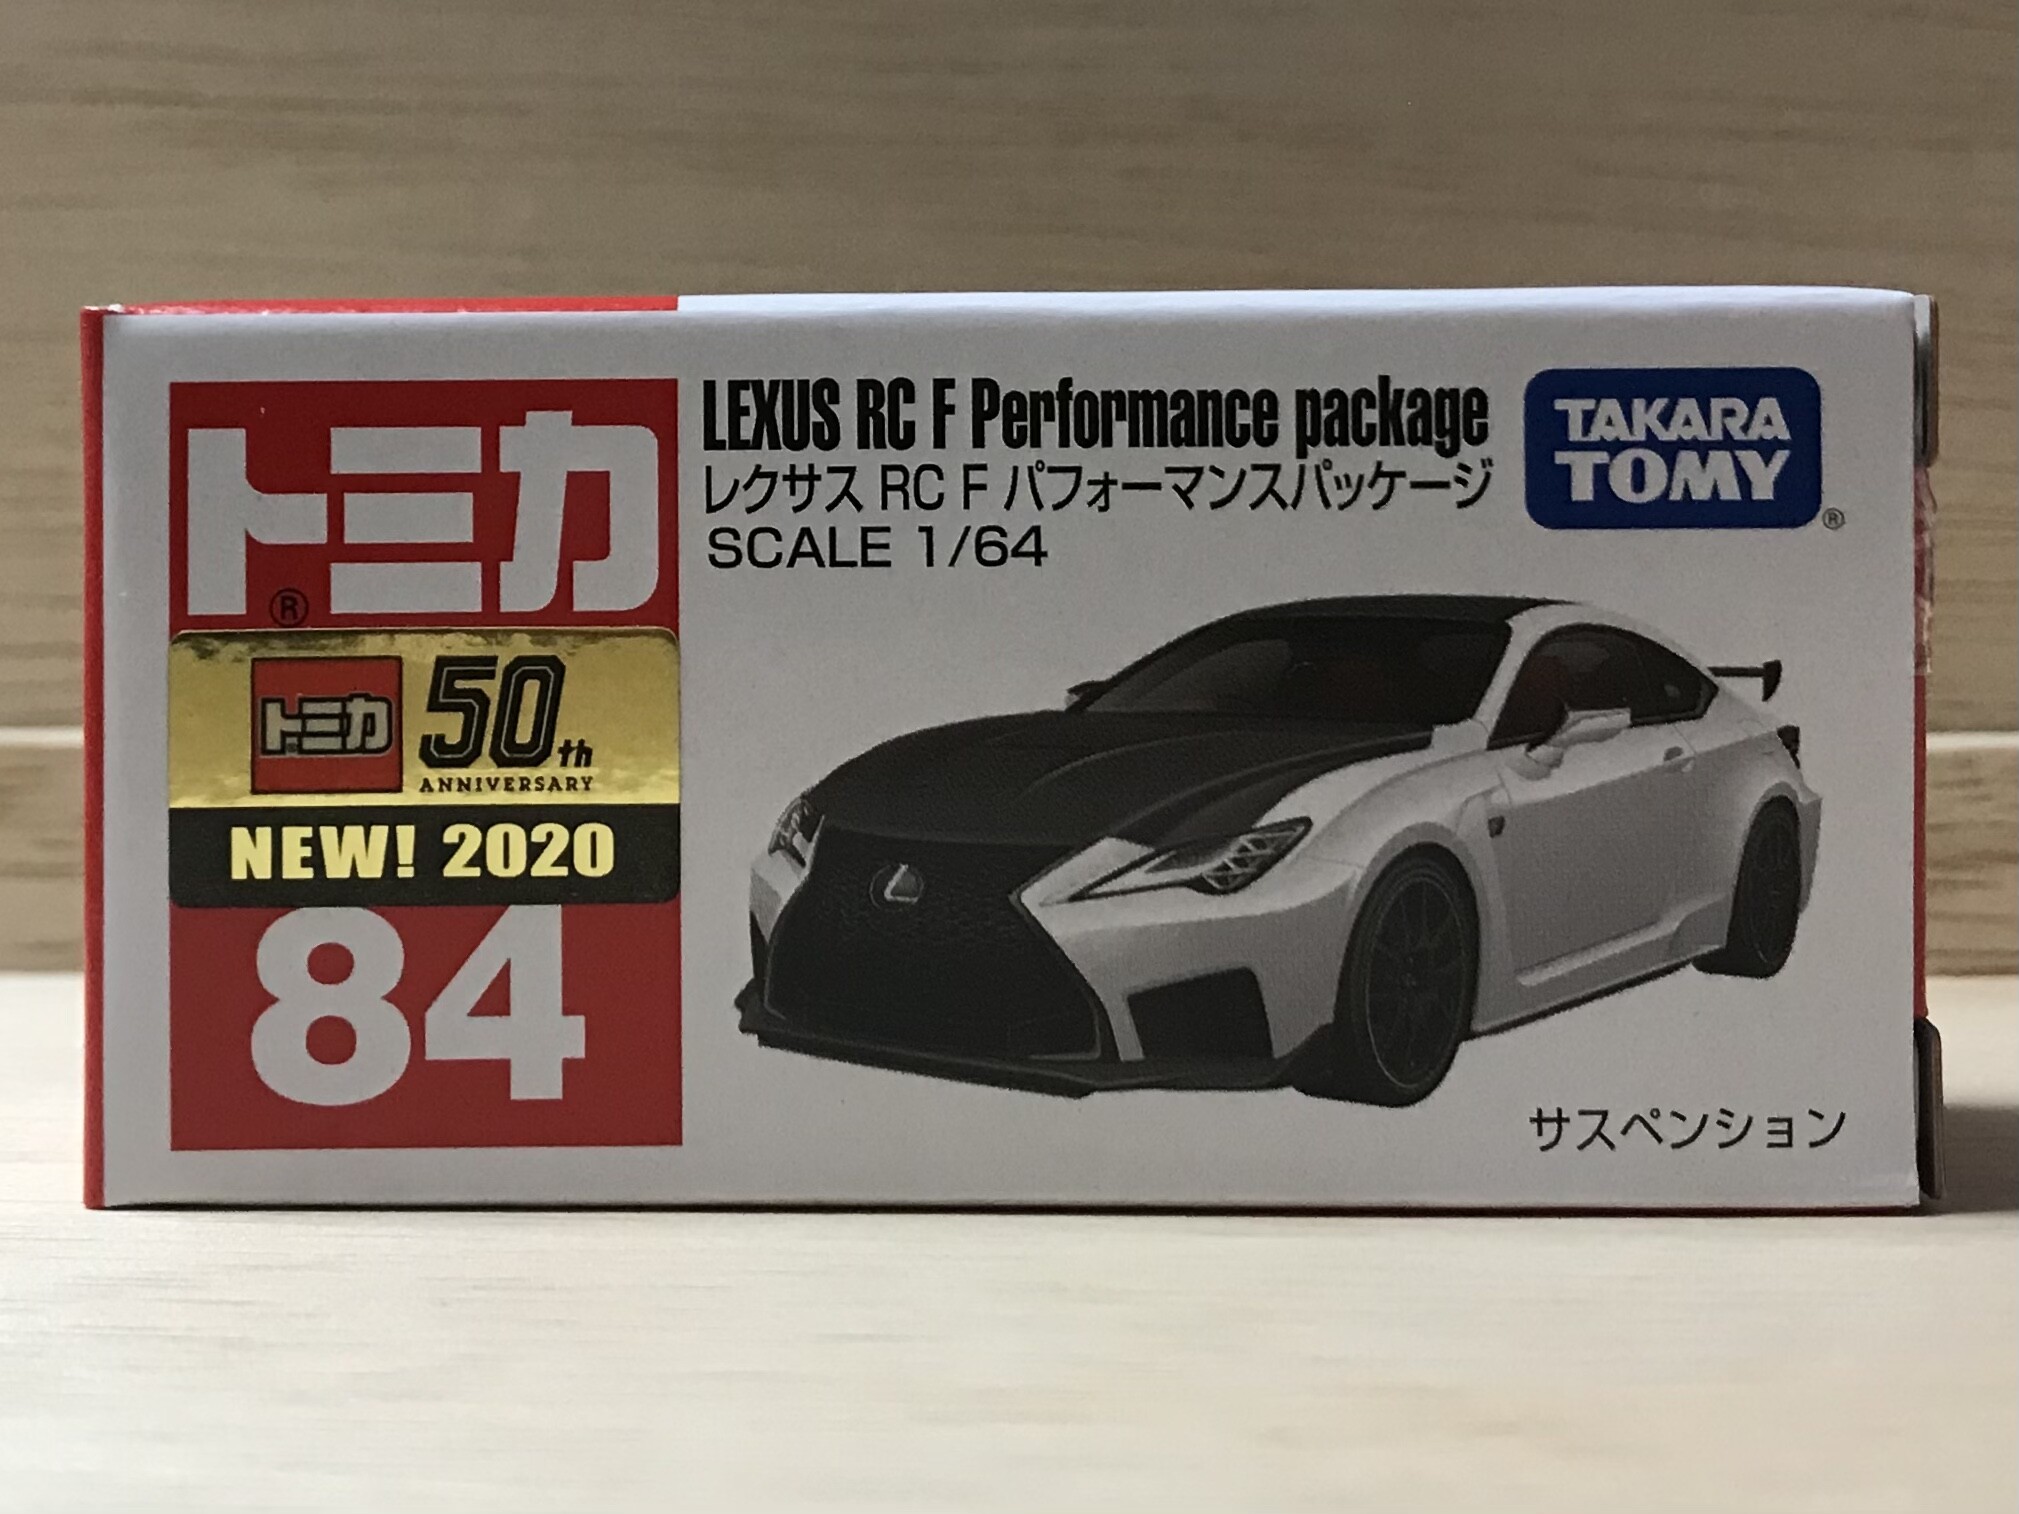 トミカ
®
トミカ
50th
ANNIVERSARY
NEW! 2020
84
LEXUS RC F Performance package
レクサス RC F パフォーマンスパッケージ
SCALE 1/64
TAKARA
TOMY
®
サスペンション